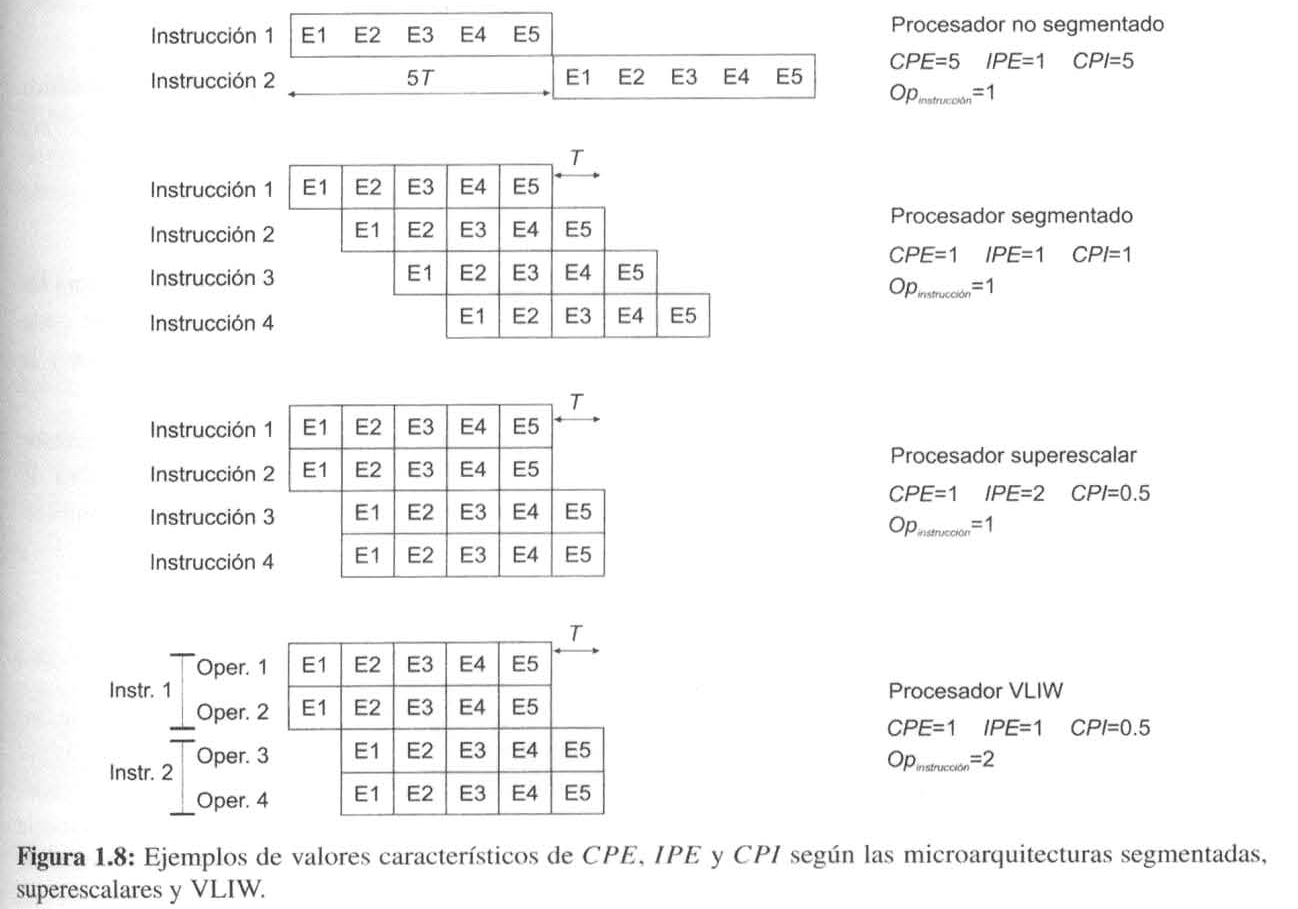 Instrucción 1 E1 E2 E3 E4 E5
Instrucción 2 5T E1 E2 E3 E4 E5
Procesador no segmentado
CPE=5 IPE=1 CPI=5
Op instrucción=1
T
Instrucción 1 E1 E2 E3 E4 E5
Instrucción 2 E1 E2 E3 E4 E5
Instrucción 3 E1 E2 E3 E4 E5
Instrucción 4 E1 E2 E3 E4 E5
Procesador segmentado
CPE=1 IPE=1 CPI=1
Op instrucción=1
T
Instrucción 1 E1 E2 E3 E4 E5
Instrucción 2 E1 E2 E3 E4 E5
Instrucción 3 E1 E2 E3 E4 E5
Instrucción 4 E1 E2 E3 E4 E5
Procesador superescalar
CPE=1 IPE=2 CPI=0.5
Op instrucción=1
T
Instr. 1
Oper. 1 E1 E2 E3 E4 E5
Oper. 2 E1 E2 E3 E4 E5
Instr. 2
Oper. 3 E1 E2 E3 E4 E5
Oper. 4 E1 E2 E3 E4 E5
Procesador VLIW
CPE=1 IPE=1 CPI=0.5
Op instrucción=2
Figura 1.8: Ejemplos de valores característicos de CPE, IPE y CPI según las microarquitecturas segmentadas,
superescalares y VLIW.